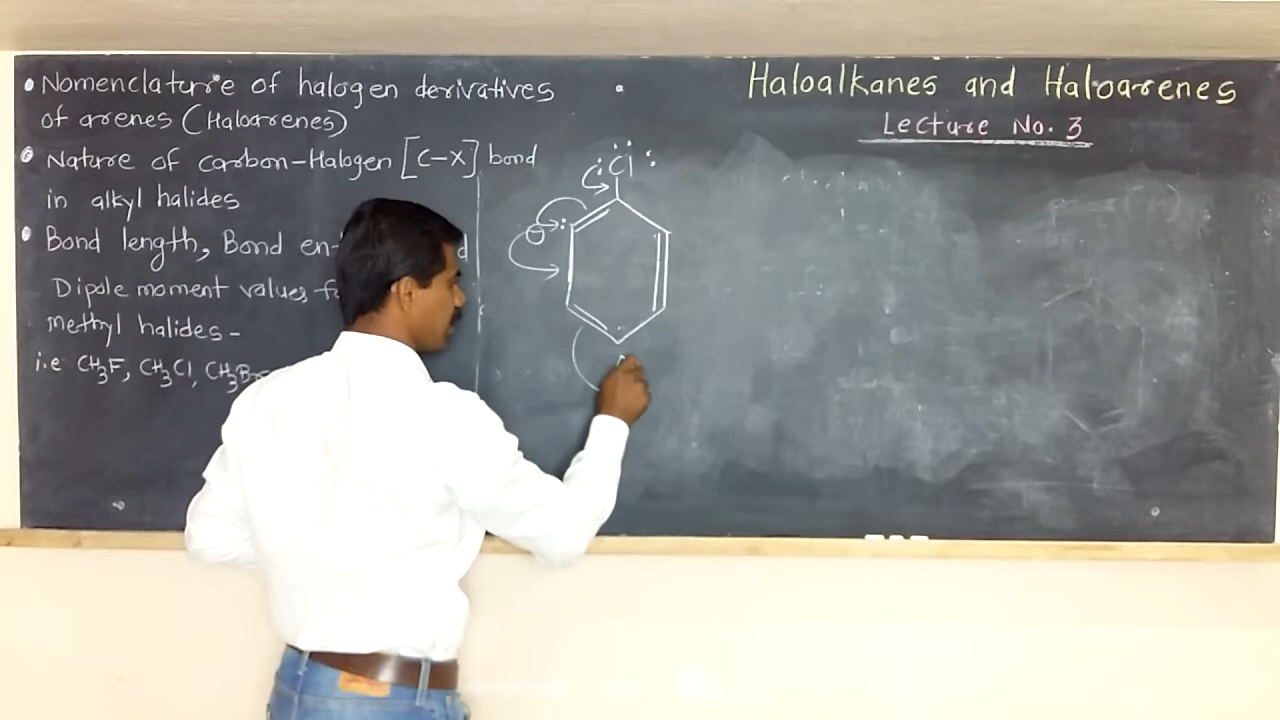 • Nomenclature of halogen derivatives
of arenes (Haloarenes)
• Nature of carbon-Halogen [C-X] bond
in alkyl halides
• Bond length, Bond en-
Dipole moment values
methyl halides -
i.e CH₃F, CH₃Cl, CH₃Br
Haloalkanes and Haloarenes
Lecture No. 3
Cl